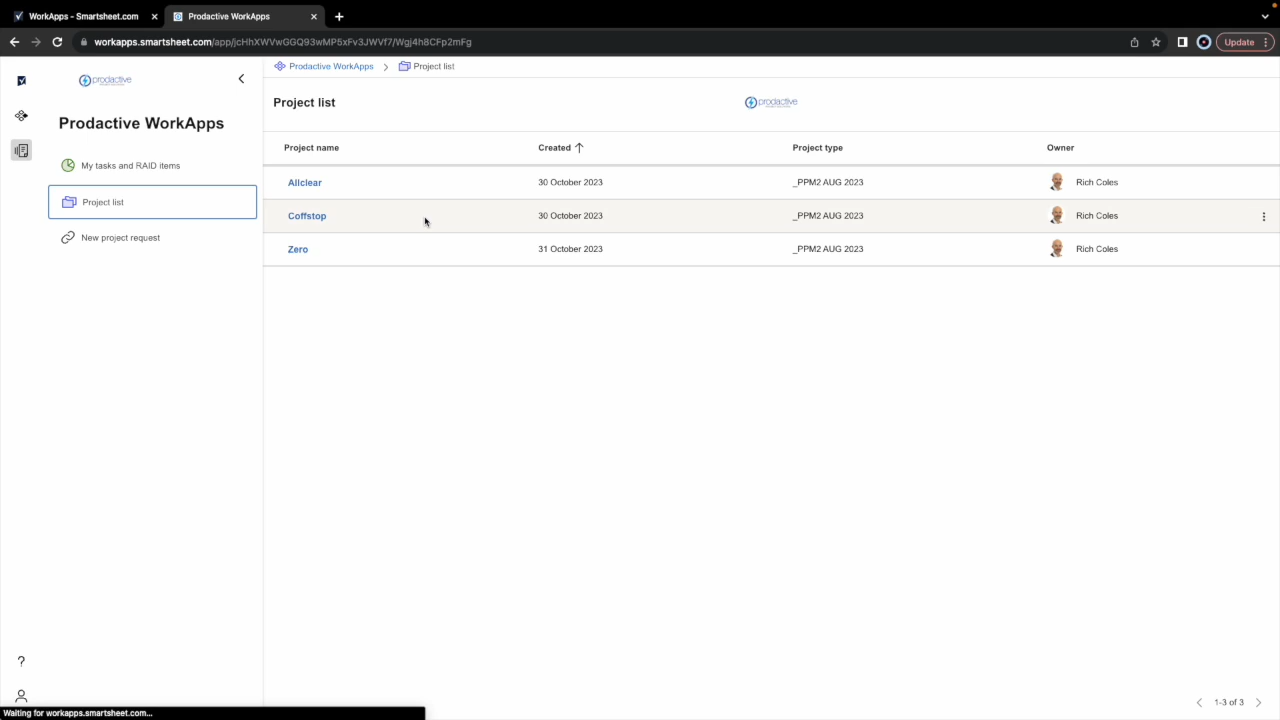 WorkApps - Smartsheet.com
Prodactive WorkApps
workapps.smartsheet.com/app/jcHhXWVwGGQ93wMP5xFv3JWVf7/Wgj4h8CFp2mFg
Update
prodactive
Prodactive WorkApps
My tasks and RAID items
Project list
New project request
?
Prodactive WorkApps > Project list
Project list
prodactive
Project name Created ↑ Project type Owner
Allclear 30 October 2023 _PPM2 AUG 2023 Rich Coles
Coffstop 30 October 2023 _PPM2 AUG 2023 Rich Coles
Zero 31 October 2023 _PPM2 AUG 2023 Rich Coles
1-3 of 3
Waiting for workapps.smartsheet.com...